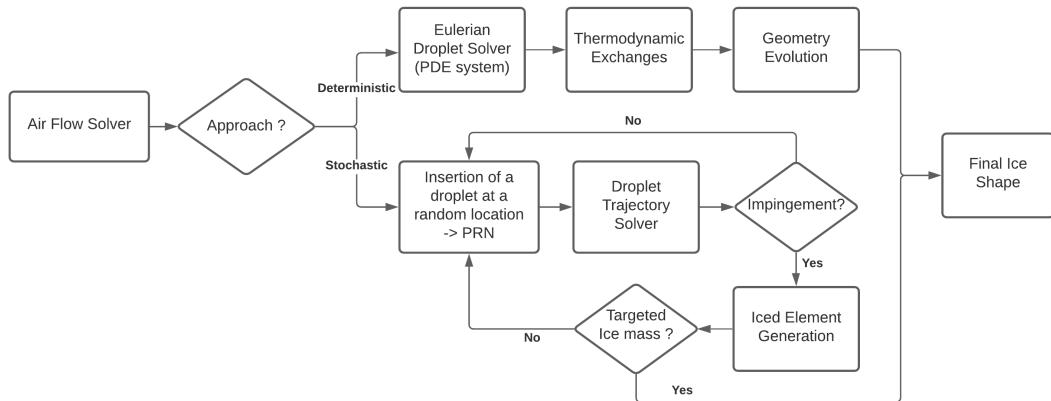 Air Flow Solver
Approach ?
Deterministic
Stochastic
Eulerian
Droplet Solver
(PDE system)
Thermodynamic
Exchanges
Geometry
Evolution
No
Insertion of a
droplet at a
random location
-> PRN
Droplet
Trajectory
Solver
Impingement?
Yes
Iced Element
Generation
Targeted
Ice mass ?
No
Yes
Final Ice
Shape